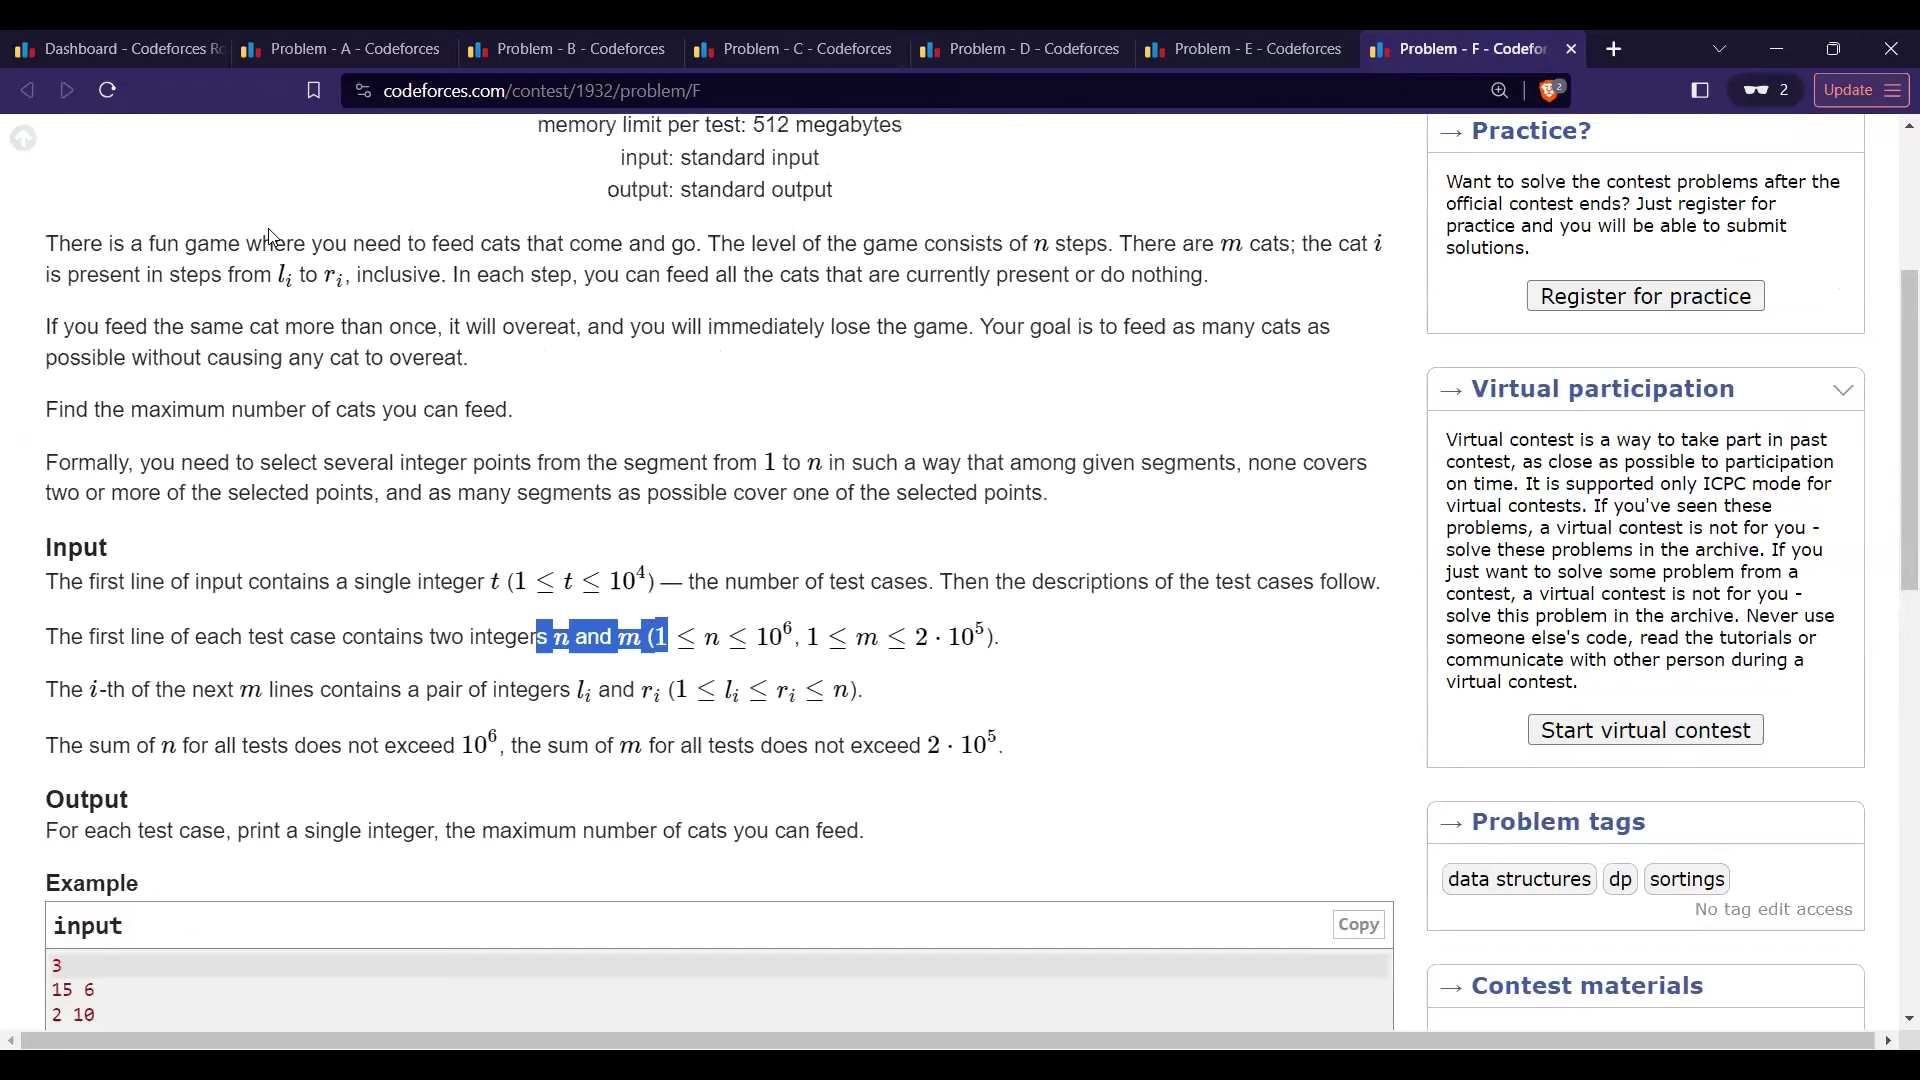 Dashboard - Codeforces Ro
Problem - A - Codeforces
Problem - B - Codeforces
Problem - C - Codeforces
Problem - D - Codeforces
Problem - E - Codeforces
Problem - F - Codefor
codeforces.com/contest/1932/problem/F
2
2
Update
memory limit per test: 512 megabytes
input: standard input
output: standard output
There is a fun game where you need to feed cats that come and go. The level of the game consists of n steps. There are m cats; the cat i
is present in steps from lᵢ to rᵢ, inclusive. In each step, you can feed all the cats that are currently present or do nothing.
If you feed the same cat more than once, it will overeat, and you will immediately lose the game. Your goal is to feed as many cats as
possible without causing any cat to overeat.
Find the maximum number of cats you can feed.
Formally, you need to select several integer points from the segment from 1 to n in such a way that among given segments, none covers
two or more of the selected points, and as many segments as possible cover one of the selected points.
Input
The first line of input contains a single integer t (1 ≤ t ≤ 10⁴) — the number of test cases. Then the descriptions of the test cases follow.
The first line of each test case contains two integers n and m (1 ≤ n ≤ 10⁶, 1 ≤ m ≤ 2 · 10⁵).
The i-th of the next m lines contains a pair of integers lᵢ and rᵢ (1 ≤ lᵢ ≤ rᵢ ≤ n).
The sum of n for all tests does not exceed 10⁶, the sum of m for all tests does not exceed 2 · 10⁵.
Output
For each test case, print a single integer, the maximum number of cats you can feed.
Example
input
Copy
3
15 6
2 10
→ Practice?
Want to solve the contest problems after the
official contest ends? Just register for
practice and you will be able to submit
solutions.
Register for practice
→ Virtual participation
Virtual contest is a way to take part in past
contest, as close as possible to participation
on time. It is supported only ICPC mode for
virtual contests. If you've seen these
problems, a virtual contest is not for you -
solve these problems in the archive. If you
just want to solve some problem from a
contest, a virtual contest is not for you -
solve this problem in the archive. Never use
someone else's code, read the tutorials or
communicate with other person during a
virtual contest.
Start virtual contest
→ Problem tags
data structures
dp
sortings
No tag edit access
→ Contest materials